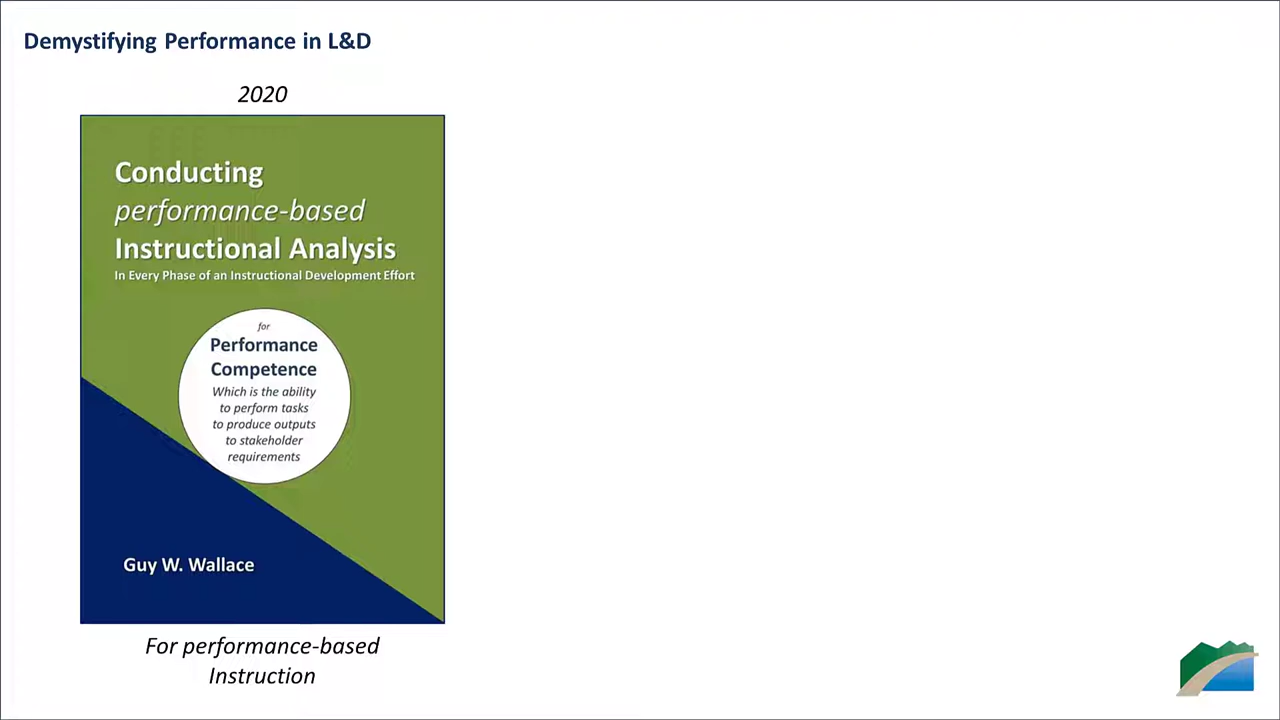 Demystifying Performance in L&D
2020
Conducting
performance-based
Instructional Analysis
In Every Phase of an Instructional Development Effort
for
Performance
Competence
Which is the ability
to perform tasks
to produce outputs
to stakeholder
requirements
Guy W. Wallace
For performance-based
Instruction